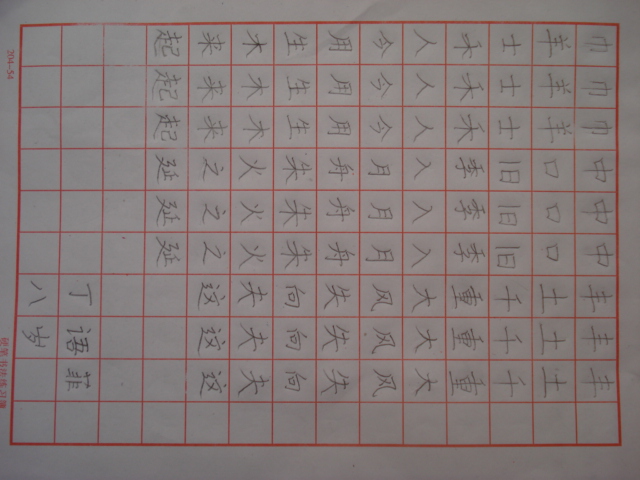 巾巾巾中中中丰丰丰
羊羊羊口口口土土土
士士士旧旧旧千千千
禾禾禾季季季重重重
人人人入入入大大大
今今今月月月风风风
用用用舟舟舟失失失
生生生朱朱朱向向向
木木木火火火夫夫夫
来来来之之之这这这
起起起延延延
丁语菲
八岁
204-54